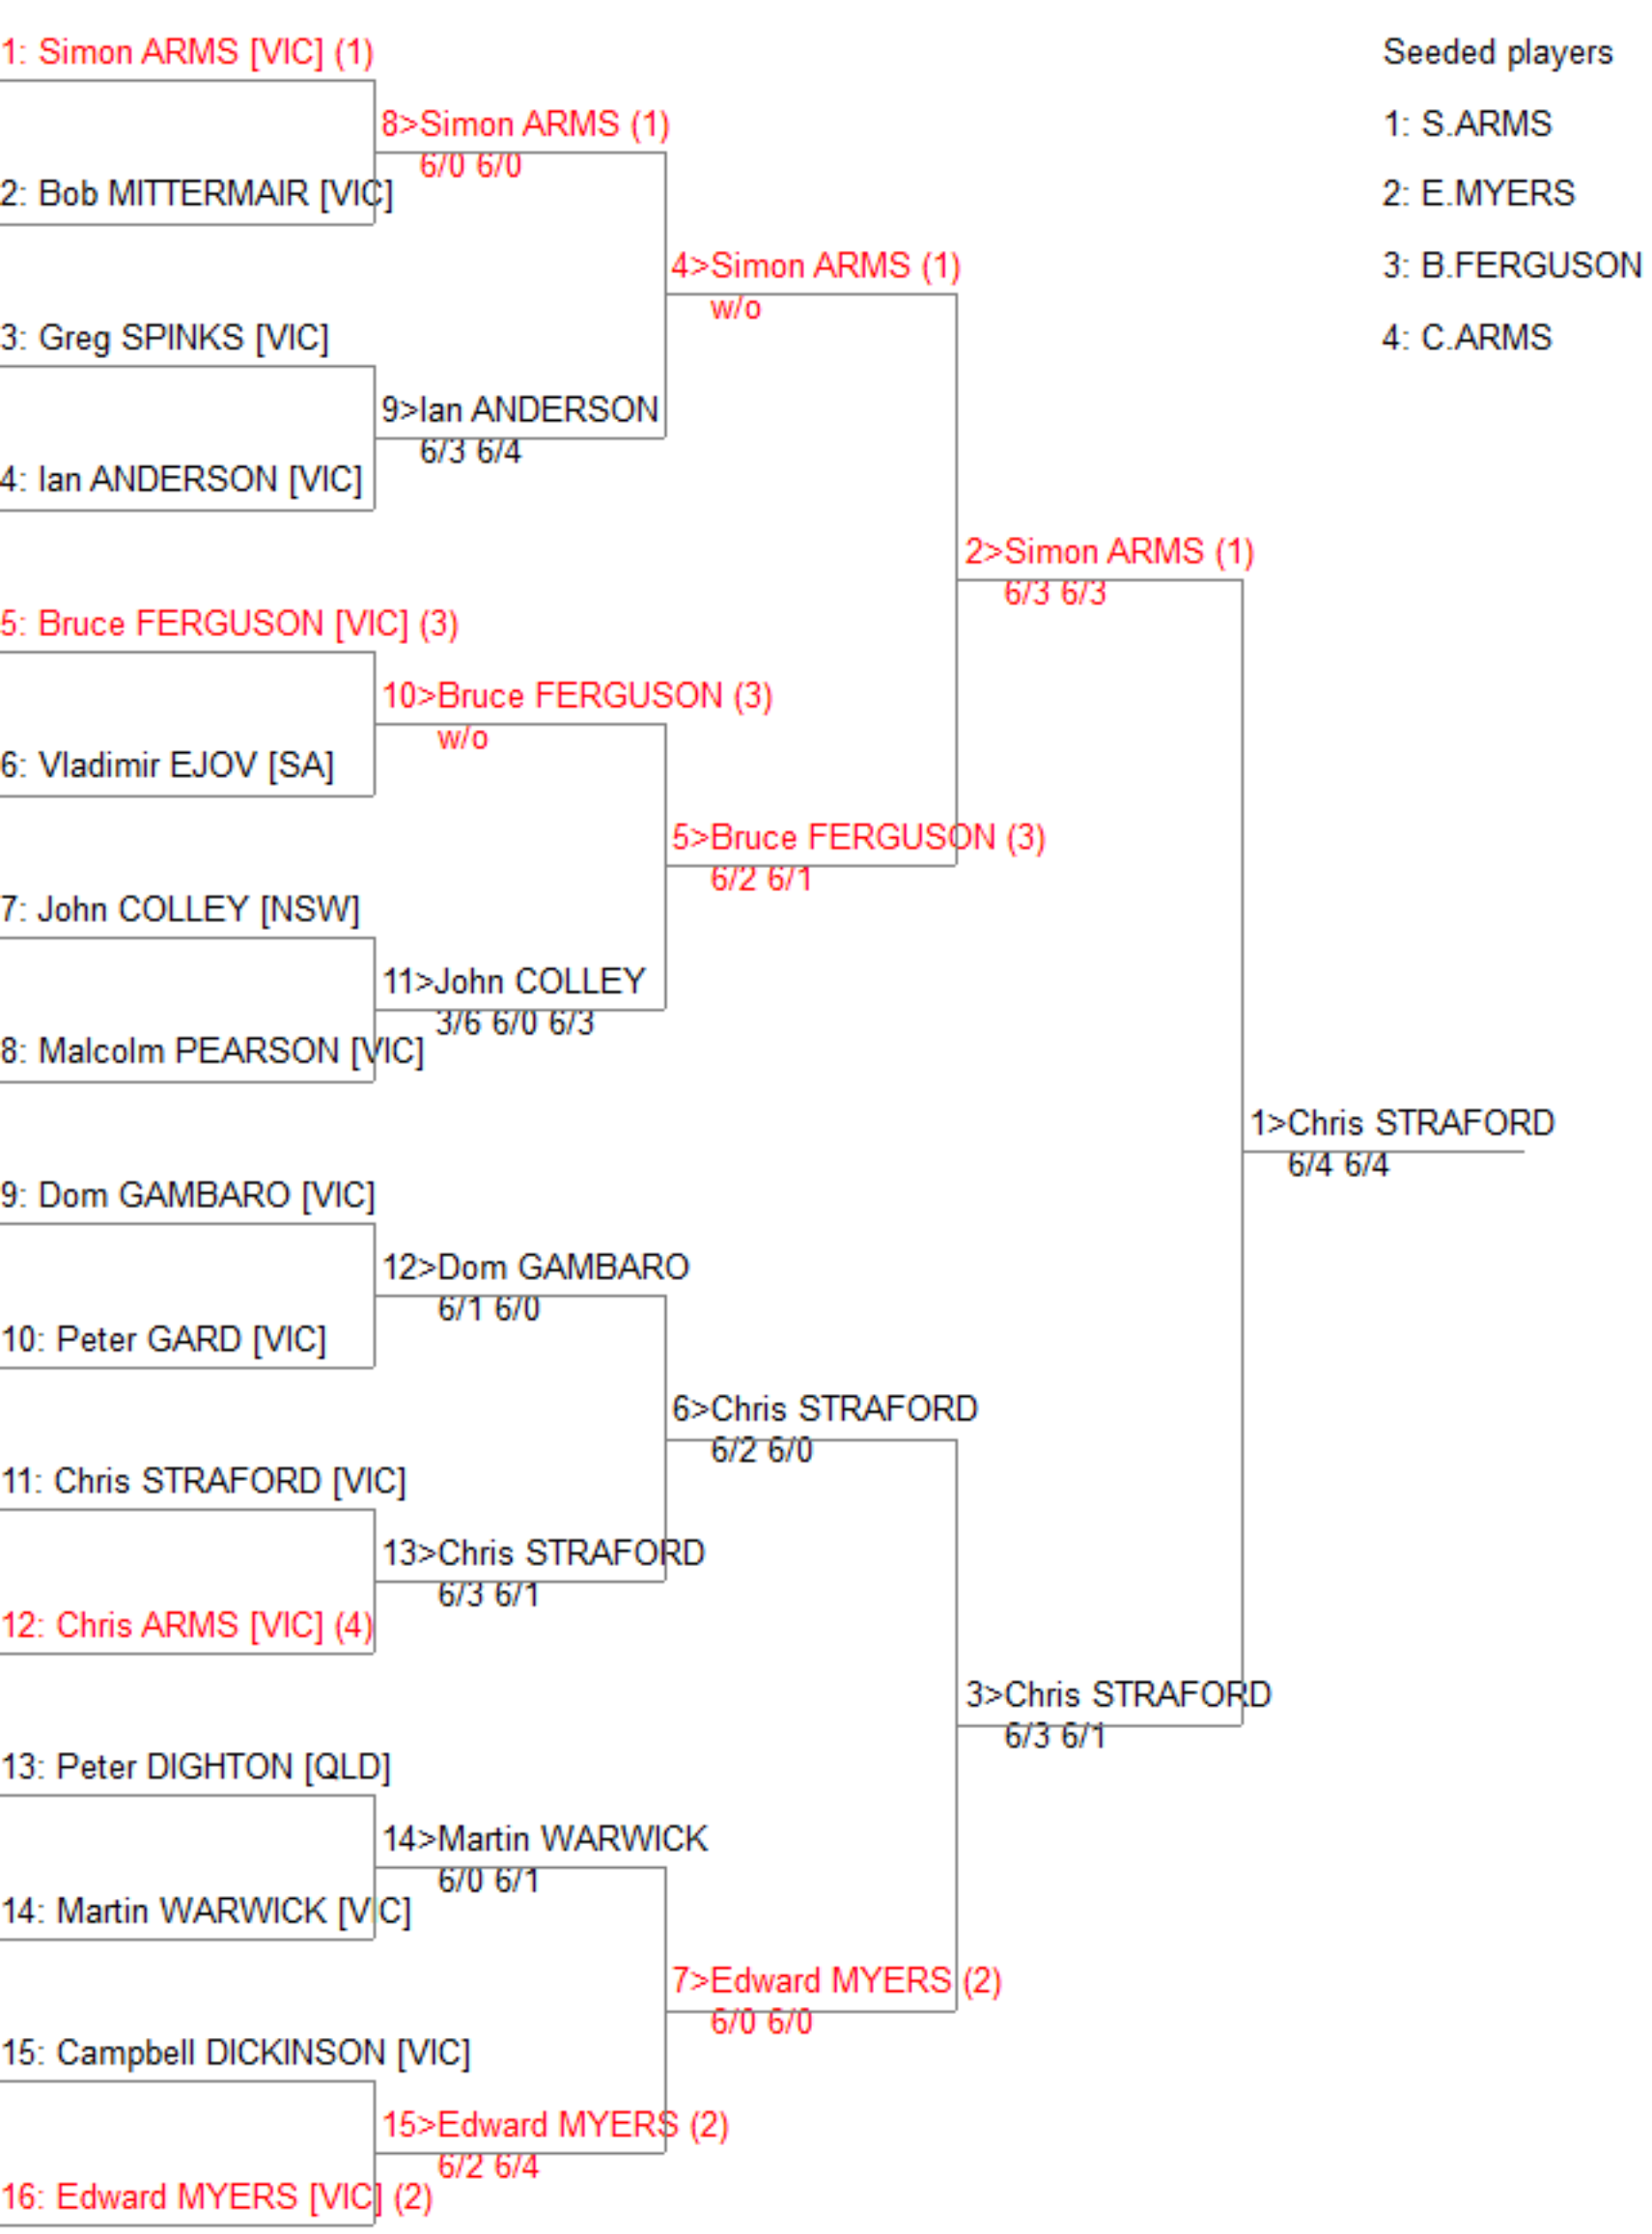 1: Simon ARMS [VIC] (1)
Seeded players
8>Simon ARMS (1)
1: S.ARMS
6/0 6/0
2: Bob MITTERMAIR [VIC]
2: E.MYERS
4>Simon ARMS (1)
3: B.FERGUSON
w/o
3: Greg SPINKS [VIC]
4: C.ARMS
9>Ian ANDERSON
6/3 6/4
4: Ian ANDERSON [VIC]
2>Simon ARMS (1)
6/3 6/3
5: Bruce FERGUSON [VIC] (3)
10>Bruce FERGUSON (3)
w/o
6: Vladimir EJOV [SA]
5>Bruce FERGUSON (3)
6/2 6/1
7: John COLLEY [NSW]
11>John COLLEY
3/6 6/0 6/3
8: Malcolm PEARSON [VIC]
1>Chris STRAFORD
6/4 6/4
9: Dom GAMBARO [VIC]
12>Dom GAMBARO
6/1 6/0
10: Peter GARD [VIC]
6>Chris STRAFORD
6/2 6/0
11: Chris STRAFORD [VIC]
13>Chris STRAFORD
6/3 6/1
12: Chris ARMS [VIC] (4)
3>Chris STRAFORD
6/3 6/1
13: Peter DIGHTON [QLD]
14>Martin WARWICK
6/0 6/1
14: Martin WARWICK [VIC]
7>Edward MYERS (2)
6/0 6/0
15: Campbell DICKINSON [VIC]
15>Edward MYERS (2)
6/2 6/4
16: Edward MYERS [VIC] (2)